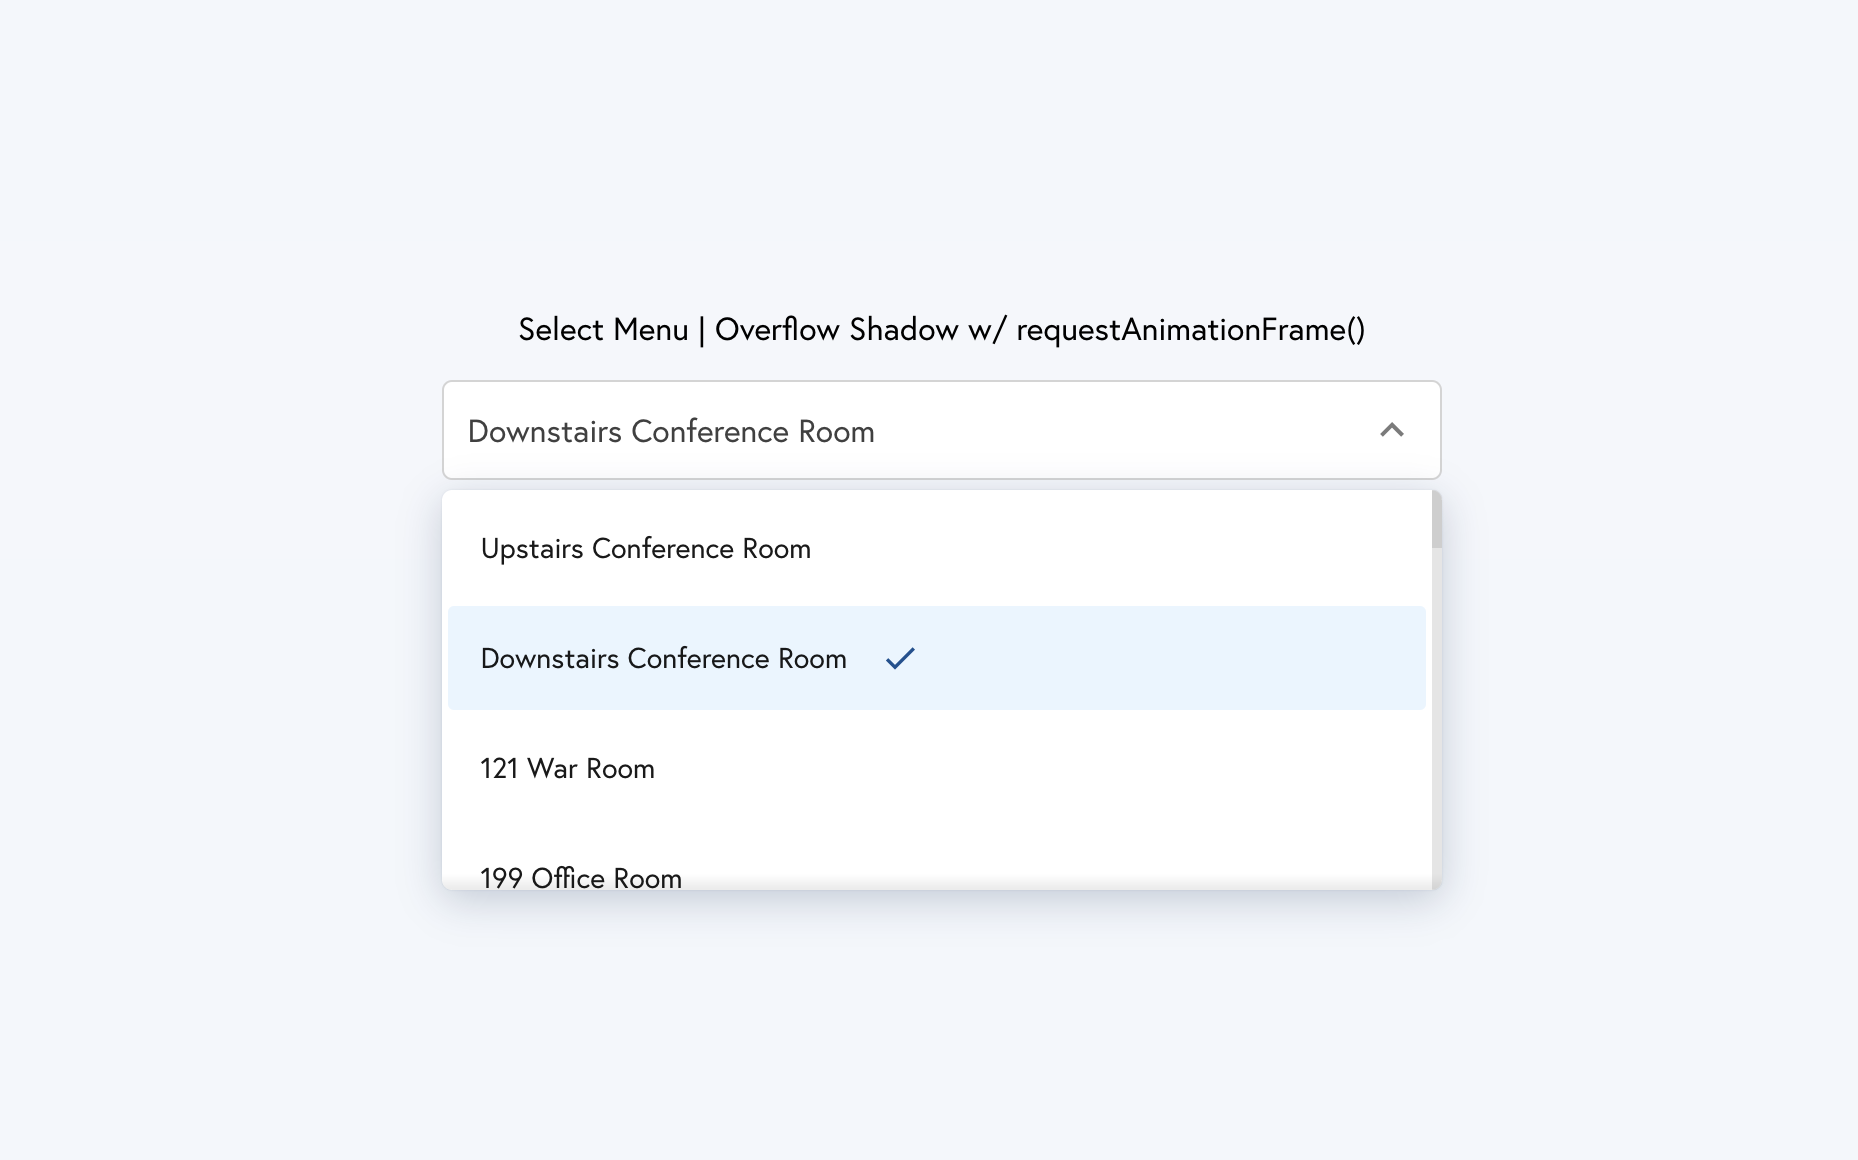 Select Menu | Overflow Shadow w/ requestAnimationFrame()
Downstairs Conference Room
Upstairs Conference Room
Downstairs Conference Room
121 War Room
199 Office Room